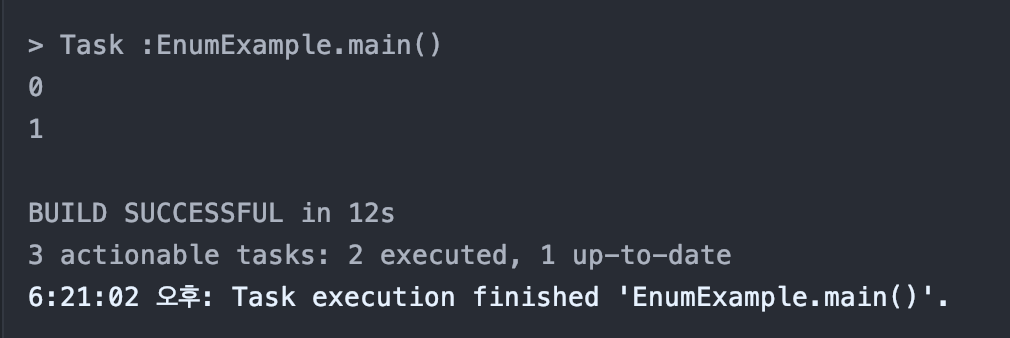 > Task :EnumExample.main()
0
1
BUILD SUCCESSFUL in 12s
3 actionable tasks: 2 executed, 1 up-to-date
6:21:02 오후: Task execution finished 'EnumExample.main()'.